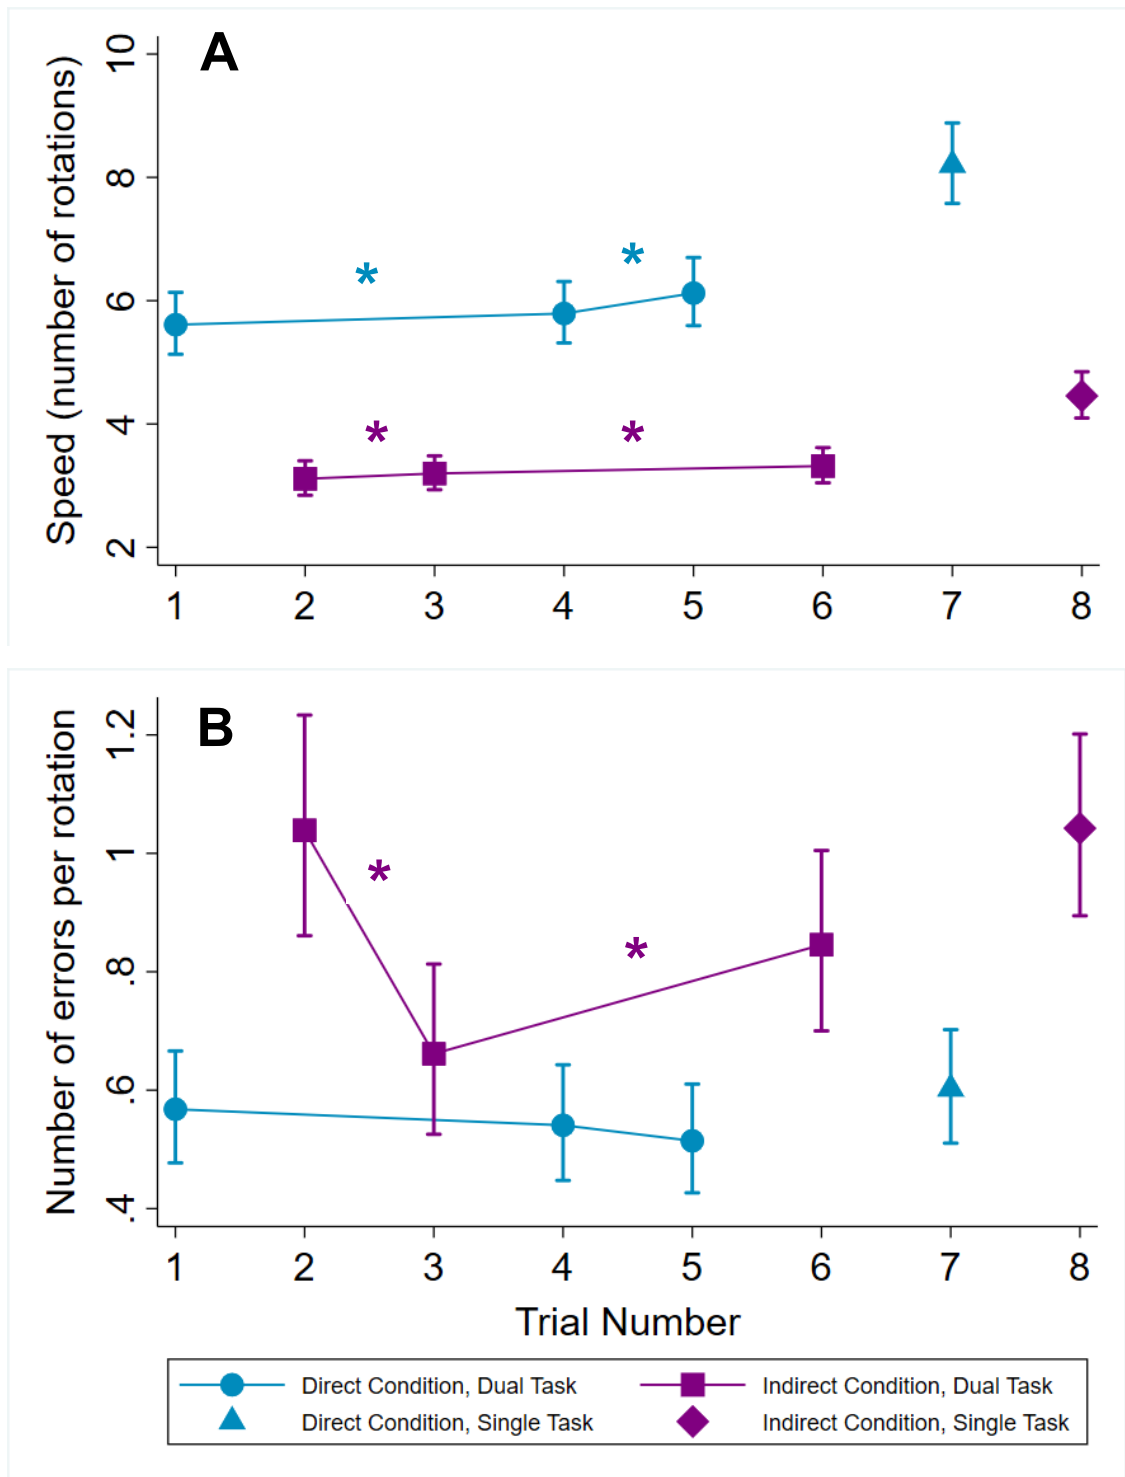 A
Speed (number of rotations)
10
8
6
4
2
*
*
*
*
1 2 3 4 5 6 7 8
B
Number of errors per rotation
1.2
1
.8
.6
.4
*
*
1 2 3 4 5 6 7 8
Trial Number
Direct Condition, Dual Task
Indirect Condition, Dual Task
Direct Condition, Single Task
Indirect Condition, Single Task